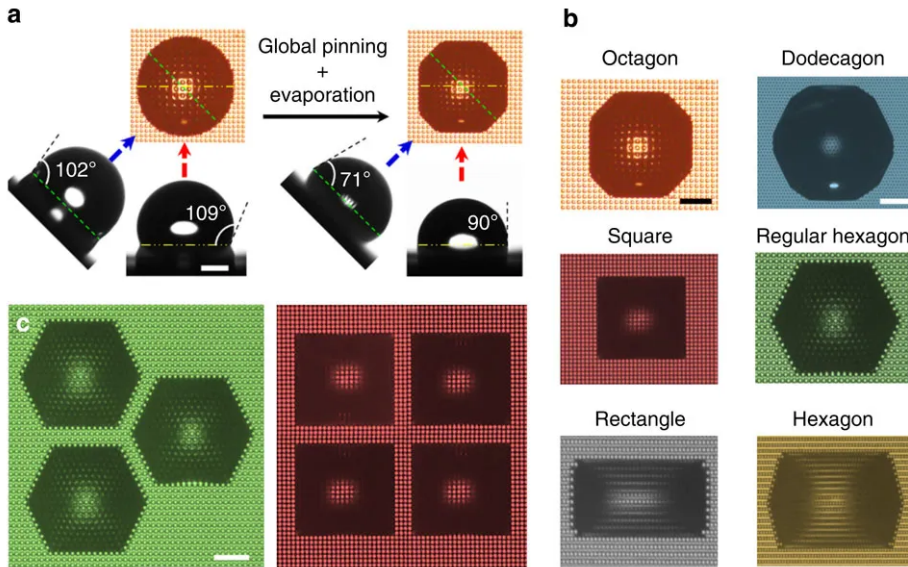 a
Global pinning
+
evaporation
102°
109°
71°
90°
b
Octagon
Dodecagon
Square
Regular hexagon
Rectangle
Hexagon
c